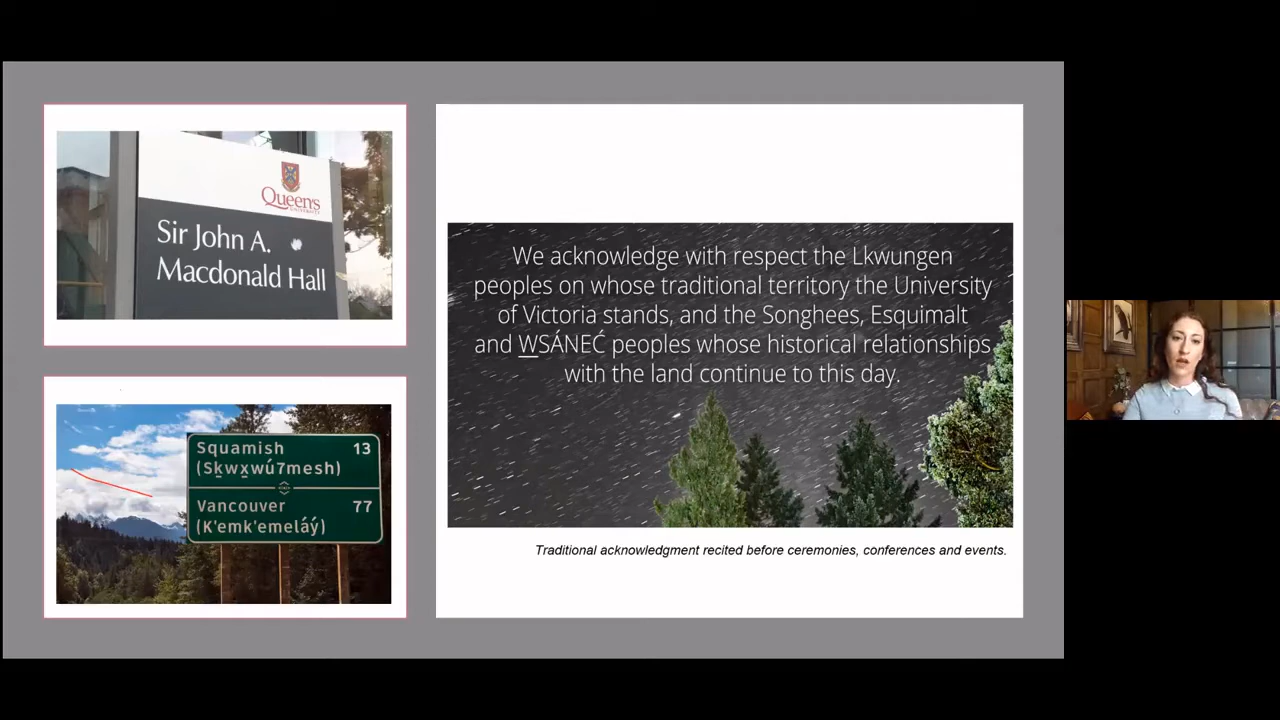 Queen's
UNIVERSITY
Sir John A.
Macdonald Hall
Squamish 13
(Sḵwx̱wú7mesh)
Vancouver 77
(K'emk'emeláy̓)
We acknowledge with respect the Lkwungen
peoples on whose traditional territory the University
of Victoria stands, and the Songhees, Esquimalt
and W̱SÁNEĆ peoples whose historical relationships
with the land continue to this day.
Traditional acknowledgment recited before ceremonies, conferences and events.